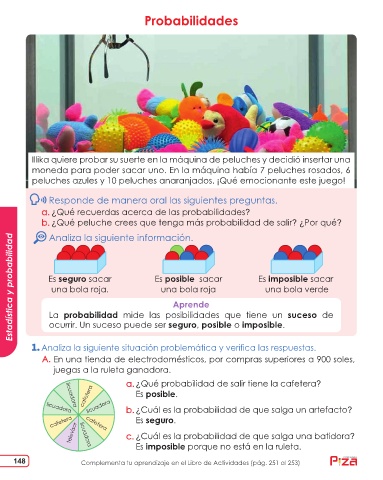 Probabilidades
Illika quiere probar su suerte en la máquina de peluches y decidió insertar una
moneda para poder sacar uno. En la máquina había 7 peluches rosados, 6
peluches azules y 10 peluches anaranjados. ¡Qué emocionante este juego!
Responde de manera oral las siguientes preguntas.
a. ¿Qué recuerdas acerca de las probabilidades?
b. ¿Qué peluche crees que tenga más probabilidad de salir? ¿Por qué?
Analiza la siguiente información.
Es seguro sacar
una bola roja.
Es posible sacar
una bola roja
Es imposible sacar
una bola verde
Aprende
La probabilidad mide las posibilidades que tiene un suceso de
ocurrir. Un suceso puede ser seguro, posible o imposible.
Estadística y probabilidad
1. Analiza la siguiente situación problemática y verifica las respuestas.
A. En una tienda de electrodomésticos, por compras superiores a 900 soles,
juegas a la ruleta ganadora.
licuadora
cafetera
licuadora
cafetera
licuadora
televisor
cafetera
licuadora
a. ¿Qué probabilidad de salir tiene la cafetera?
Es posible.
b. ¿Cuál es la probabilidad de que salga un artefacto?
Es seguro.
c. ¿Cuál es la probabilidad de que salga una batidora?
Es imposible porque no está en la ruleta.
148
Complementa tu aprendizaje en el Libro de Actividades (pág. 251 al 253)